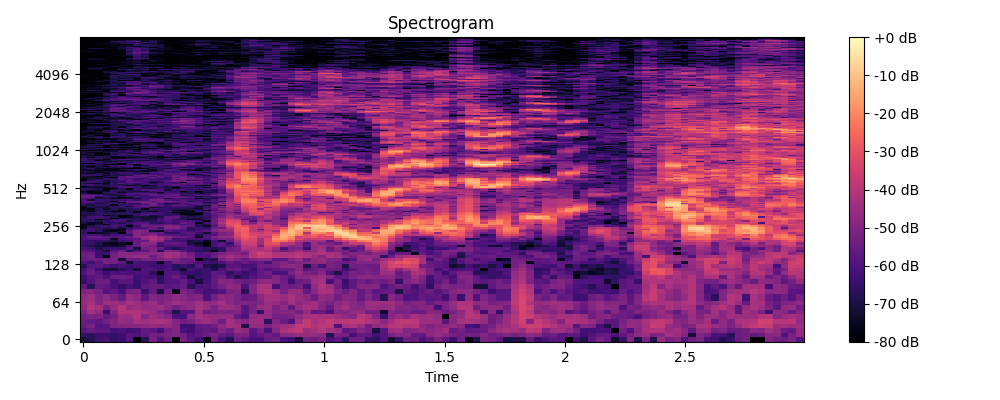 Spectrogram
+0 dB
4096
-10 dB
2048
-20 dB
1024
-30 dB
Hz
512
-40 dB
256
-50 dB
128
-60 dB
64
-70 dB
0
-80 dB
0 0.5 1 1.5 2 2.5
Time